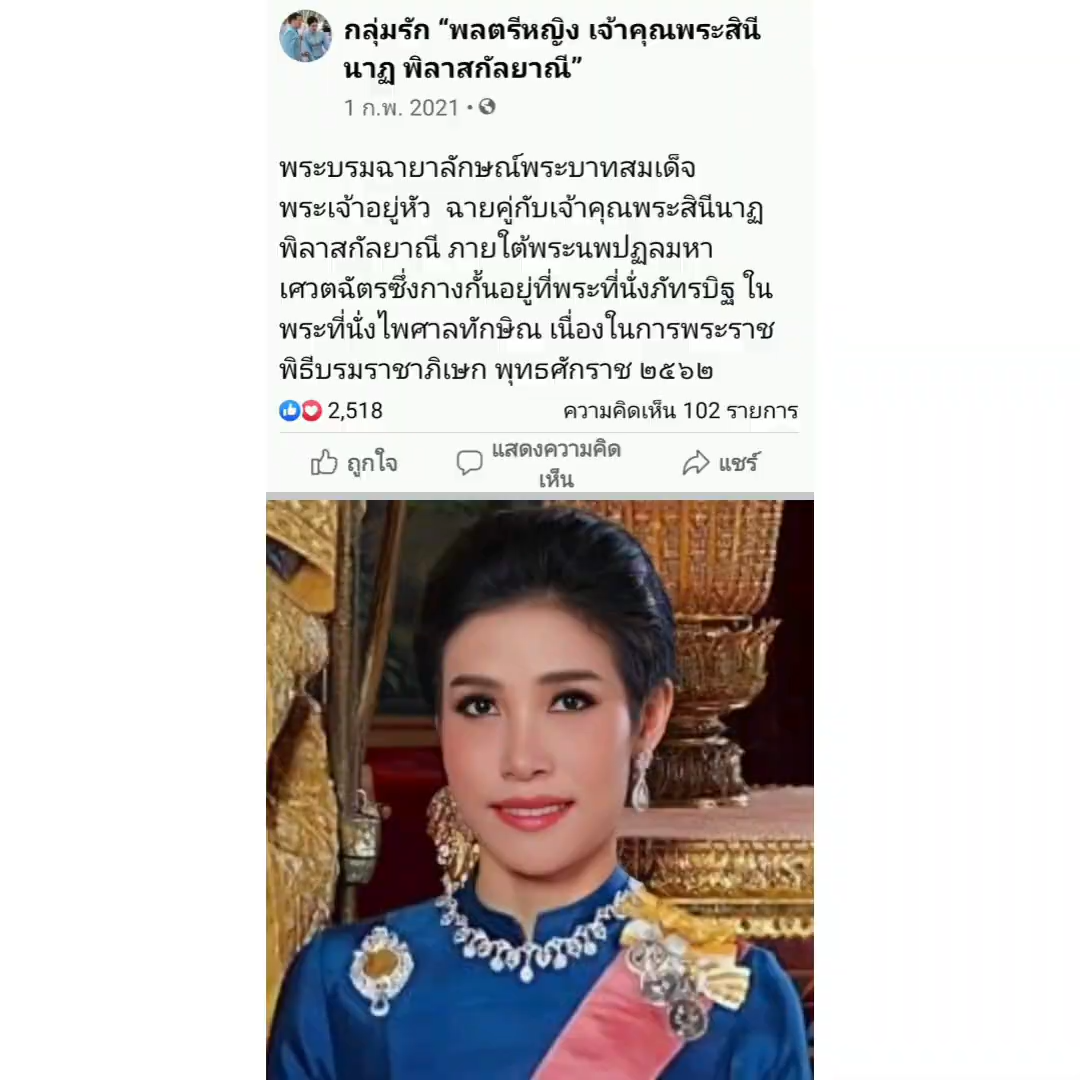 กลุ่มรัก “พลตรีหญิง เจ้าคุณพระสินี
นาฏ พิลาสกัลยาณี”
1 ก.พ. 2021 •
พระบรมฉายาลักษณ์พระบาทสมเด็จ
พระเจ้าอยู่หัว ฉายคู่กับเจ้าคุณพระสินีนาฏ
พิลาสกัลยาณี ภายใต้พระนพปฎลมหา
เศวตฉัตรซึ่งกางกั้นอยู่ที่พระที่นั่งภัทรบิฐ ใน
พระที่นั่งไพศาลทักษิณ เนื่องในการพระราช
พิธีบรมราชาภิเษก พุทธศักราช ๒๕๖๒
2,518 ความคิดเห็น 102 รายการ
ถูกใจ แสดงความคิด
เห็น แชร์